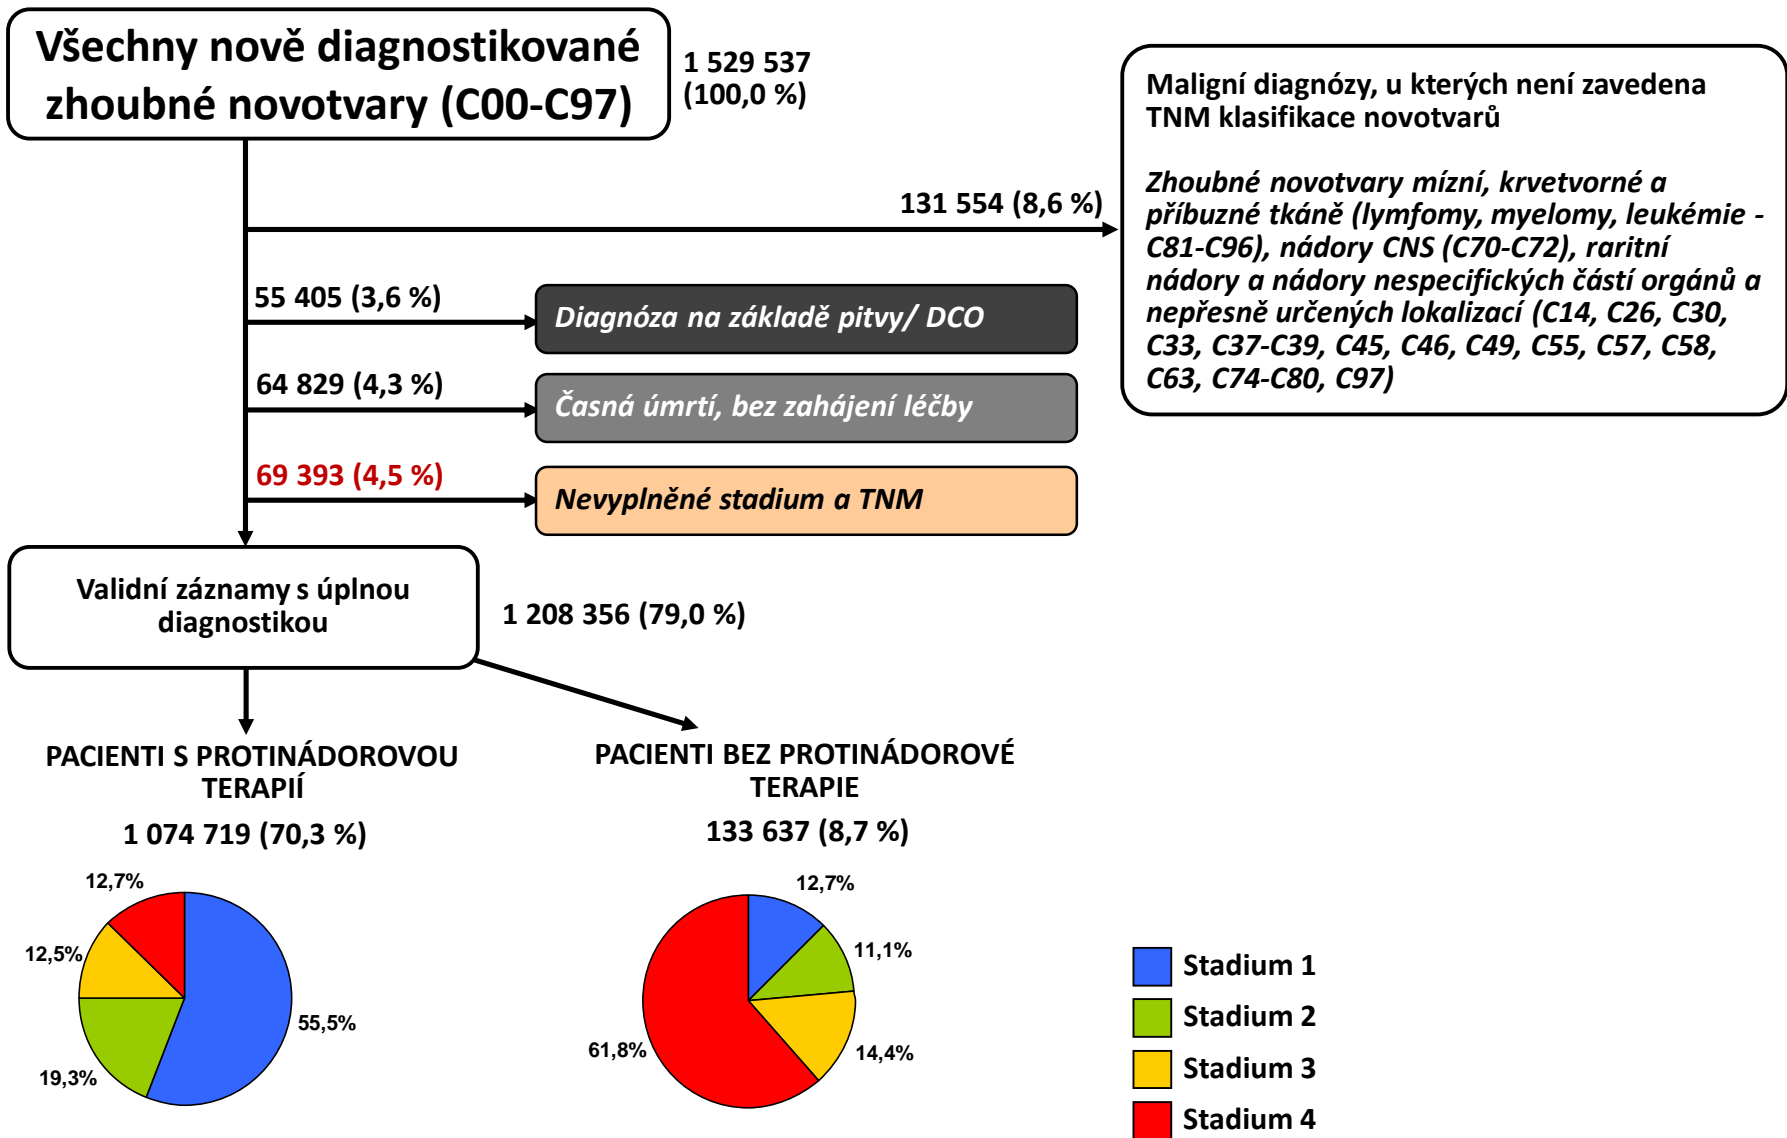 Všechny nově diagnostikované
zhoubné novotvary (C00-C97)
1 529 537
(100,0 %)
Maligní diagnózy, u kterých není zavedena
TNM klasifikace novotvarů
Zhoubné novotvary mízní, krvetvorné a
příbuzné tkáně (lymfomy, myelomy, leukémie -
C81-C96), nádory CNS (C70-C72), raritní
nádory a nádory nespecifických částí orgánů a
nepřesně určených lokalizací (C14, C26, C30,
C33, C37-C39, C45, C46, C49, C55, C57, C58,
C63, C74-C80, C97)
131 554 (8,6 %)
55 405 (3,6 %)
Diagnóza na základě pitvy/ DCO
64 829 (4,3 %)
Časná úmrtí, bez zahájení léčby
69 393 (4,5 %)
Nevyplněné stadium a TNM
Validní záznamy s úplnou
diagnostikou
1 208 356 (79,0 %)
PACIENTI S PROTINÁDOROVOU
TERAPIÍ
1 074 719 (70,3 %)
PACIENTI BEZ PROTINÁDOROVÉ
TERAPIE
133 637 (8,7 %)
12,7%
12,5%
55,5%
19,3%
12,7%
11,1%
61,8%
14,4%
Stadium 1
Stadium 2
Stadium 3
Stadium 4